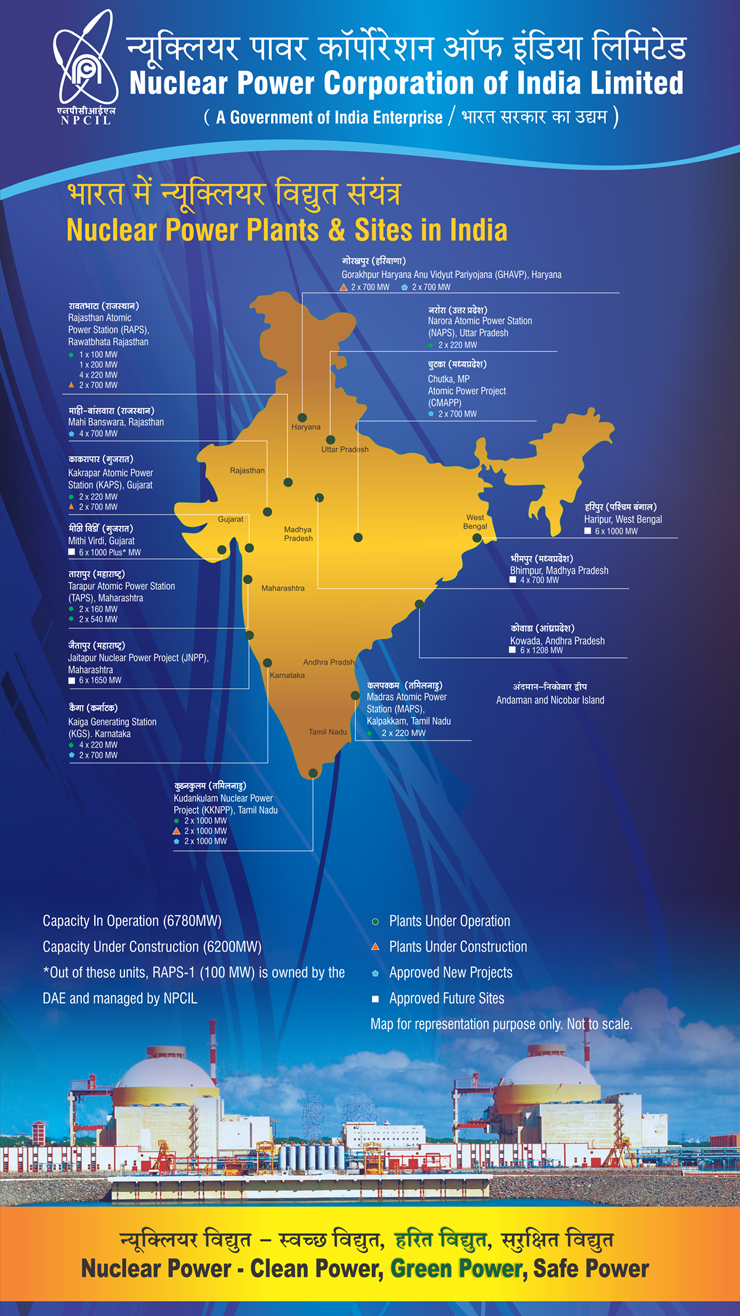 न्यूक्लियर पावर कॉर्पोरेशन ऑफ इंडिया लिमिटेड
Nuclear Power Corporation of India Limited
( A Government of India Enterprise / भारत सरकार का उद्यम )
एनपीसीआईएल
NPCIL
भारत में न्यूक्लियर विद्युत संयंत्र
Nuclear Power Plants & Sites in India
गोरखपुर (हरियाणा)
Gorakhpur Haryana Anu Vidyut Pariyojana (GHAVP), Haryana
2 x 700 MW 2 x 700 MW
रावतभाटा (राजस्थान)
Rajasthan Atomic
Power Station (RAPS),
Rawatbhata Rajasthan
1 x 100 MW
1 x 200 MW
4 x 220 MW
2 x 700 MW
नरोरा (उत्तर प्रदेश)
Narora Atomic Power Station
(NAPS), Uttar Pradesh
2 x 220 MW
चुटका (मध्यप्रदेश)
Chutka, MP
Atomic Power Project
(CMAPP)
2 x 700 MW
माही-बांसवारा (राजस्थान)
Mahi Banswara, Rajasthan
4 x 700 MW
काकरापार (गुजरात)
Kakrapar Atomic Power
Station (KAPS), Gujarat
2 x 220 MW
2 x 700 MW
मीठी विर्डी (गुजरात)
Mithi Virdi, Gujarat
6 x 1000 Plus* MW
तारापुर (महाराष्ट्र)
Tarapur Atomic Power Station
(TAPS), Maharashtra
2 x 160 MW
2 x 540 MW
जैतापुर (महाराष्ट्र)
Jaitapur Nuclear Power Project (JNPP),
Maharashtra
6 x 1650 MW
कैगा (कर्नाटक)
Kaiga Generating Station
(KGS). Karnataka
4 x 220 MW
2 x 700 MW
कुडनकुलम (तमिलनाडु)
Kudankulam Nuclear Power
Project (KKNPP), Tamil Nadu
2 x 1000 MW
2 x 1000 MW
2 x 1000 MW
Haryana
Uttar Pradesh
Rajasthan
Gujarat
Madhya
Pradesh
West
Bengal
Maharashtra
Andhra Pradsh
Karnataka
Tamil Nadu
हरिपुर (पश्चिम बंगाल)
Haripur, West Bengal
6 x 1000 MW
भीमपुर (मध्यप्रदेश)
Bhimpur, Madhya Pradesh
4 x 700 MW
कोवाडा (आंध्रप्रदेश)
Kowada, Andhra Pradesh
6 x 1208 MW
कलपक्कम (तमिलनाडु)
Madras Atomic Power
Station (MAPS),
Kalpakkam, Tamil Nadu
2 x 220 MW
अंदमान-निकोबार द्वीप
Andaman and Nicobar Island
Capacity In Operation (6780MW)
Capacity Under Construction (6200MW)
*Out of these units, RAPS-1 (100 MW) is owned by the
DAE and managed by NPCIL
Plants Under Operation
Plants Under Construction
Approved New Projects
Approved Future Sites
Map for representation purpose only. Not to scale.
न्यूक्लियर विद्युत – स्वच्छ विद्युत, हरित विद्युत, सुरक्षित विद्युत
Nuclear Power - Clean Power, Green Power, Safe Power